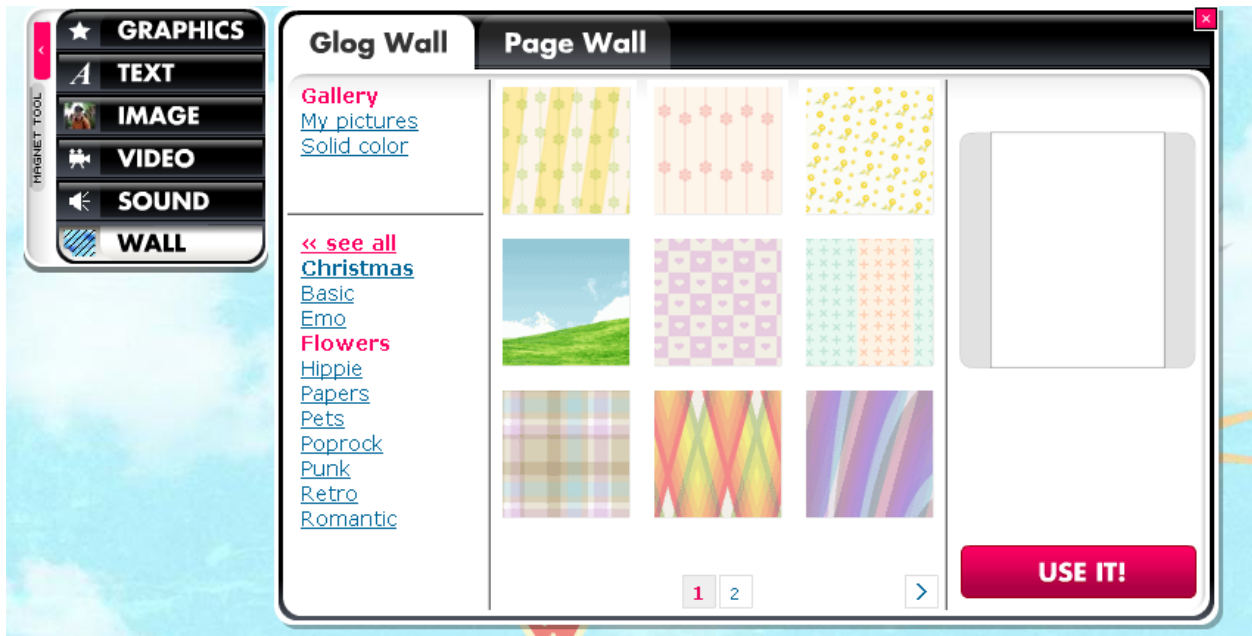 MAGNET TOOL
GRAPHICS
A TEXT
IMAGE
VIDEO
SOUND
WALL
Glog Wall
Page Wall
Gallery
My pictures
Solid color
<< see all
Christmas
Basic
Emo
Flowers
Hippie
Papers
Pets
Poprock
Punk
Retro
Romantic
1 2 >
USE IT!